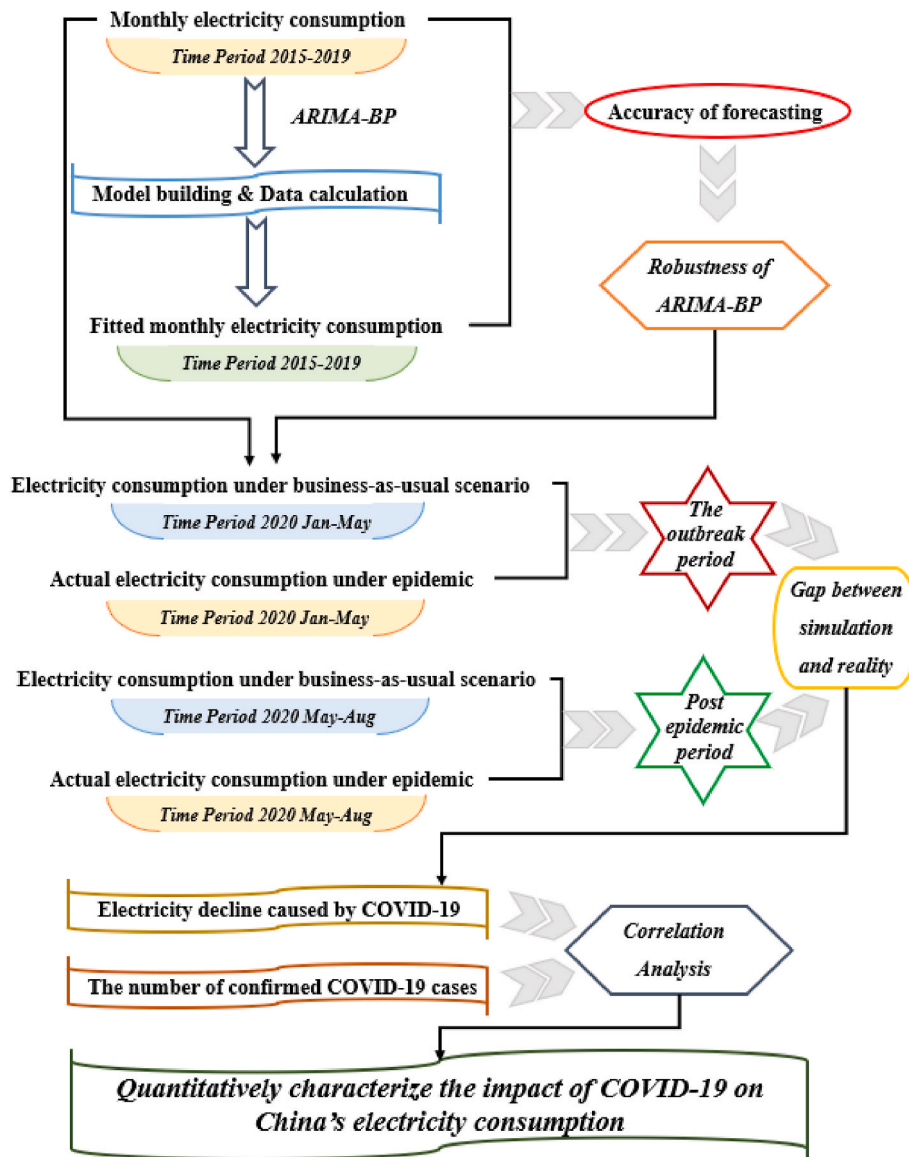 Monthly electricity consumption
Time Period 2015-2019
ARIMA-BP
Accuracy of forecasting
Model building & Data calculation
Robustness of
ARIMA-BP
Fitted monthly electricity consumption
Time Period 2015-2019
Electricity consumption under business-as-usual scenario
Time Period 2020 Jan-May
The
outbreak
period
Actual electricity consumption under epidemic
Time Period 2020 Jan-May
Gap between
simulation
and reality
Electricity consumption under business-as-usual scenario
Time Period 2020 May-Aug
Post
epidemic
period
Actual electricity consumption under epidemic
Time Period 2020 May-Aug
Electricity decline caused by COVID-19
Correlation
Analysis
The number of confirmed COVID-19 cases
Quantitatively characterize the impact of COVID-19 on
China's electricity consumption